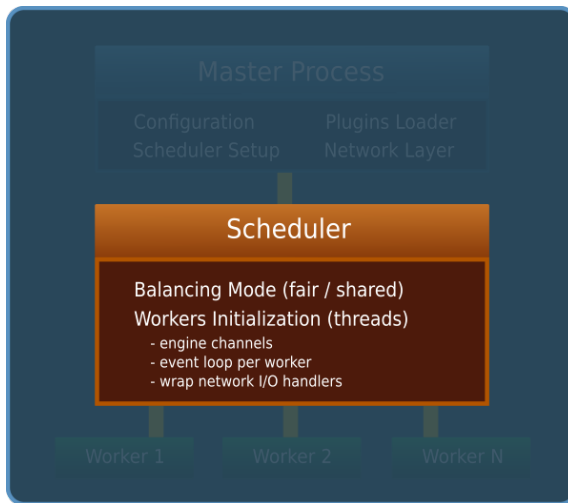 Master Process
Configuration Plugins Loader
Scheduler Setup Network Layer
Scheduler
Balancing Mode (fair / shared)
Workers Initialization (threads)
- engine channels
- event loop per worker
- wrap network I/O handlers
Worker 1 Worker 2 Worker N